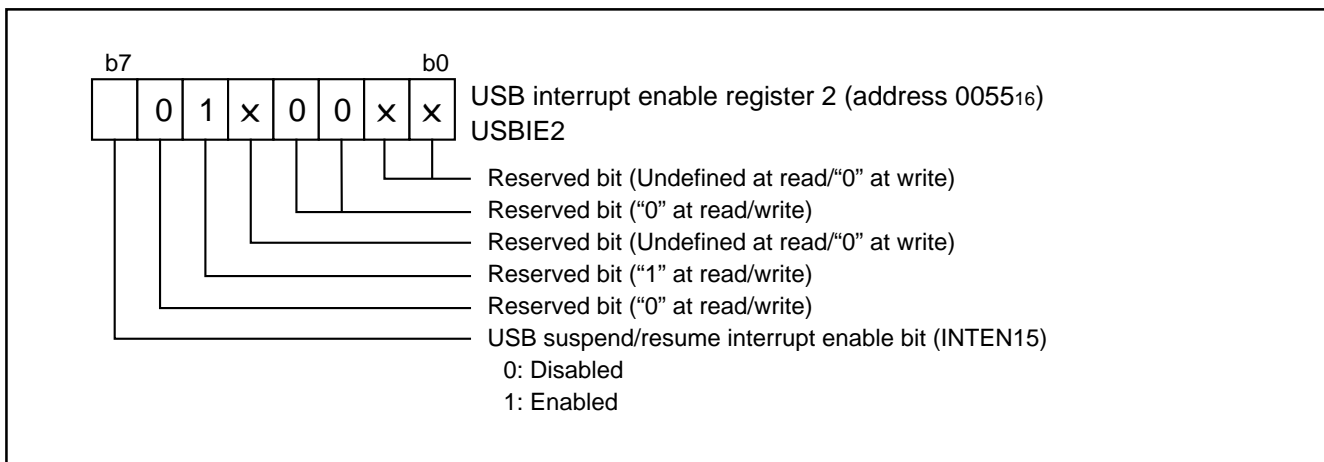 b7 b0
0 1 × 0 0 × ×
USB interrupt enable register 2 (address 005516)
USBIE2
Reserved bit (Undefined at read/“0” at write)
Reserved bit (“0” at read/write)
Reserved bit (Undefined at read/“0” at write)
Reserved bit (“1” at read/write)
Reserved bit (“0” at read/write)
USB suspend/resume interrupt enable bit (INTEN15)
0: Disabled
1: Enabled